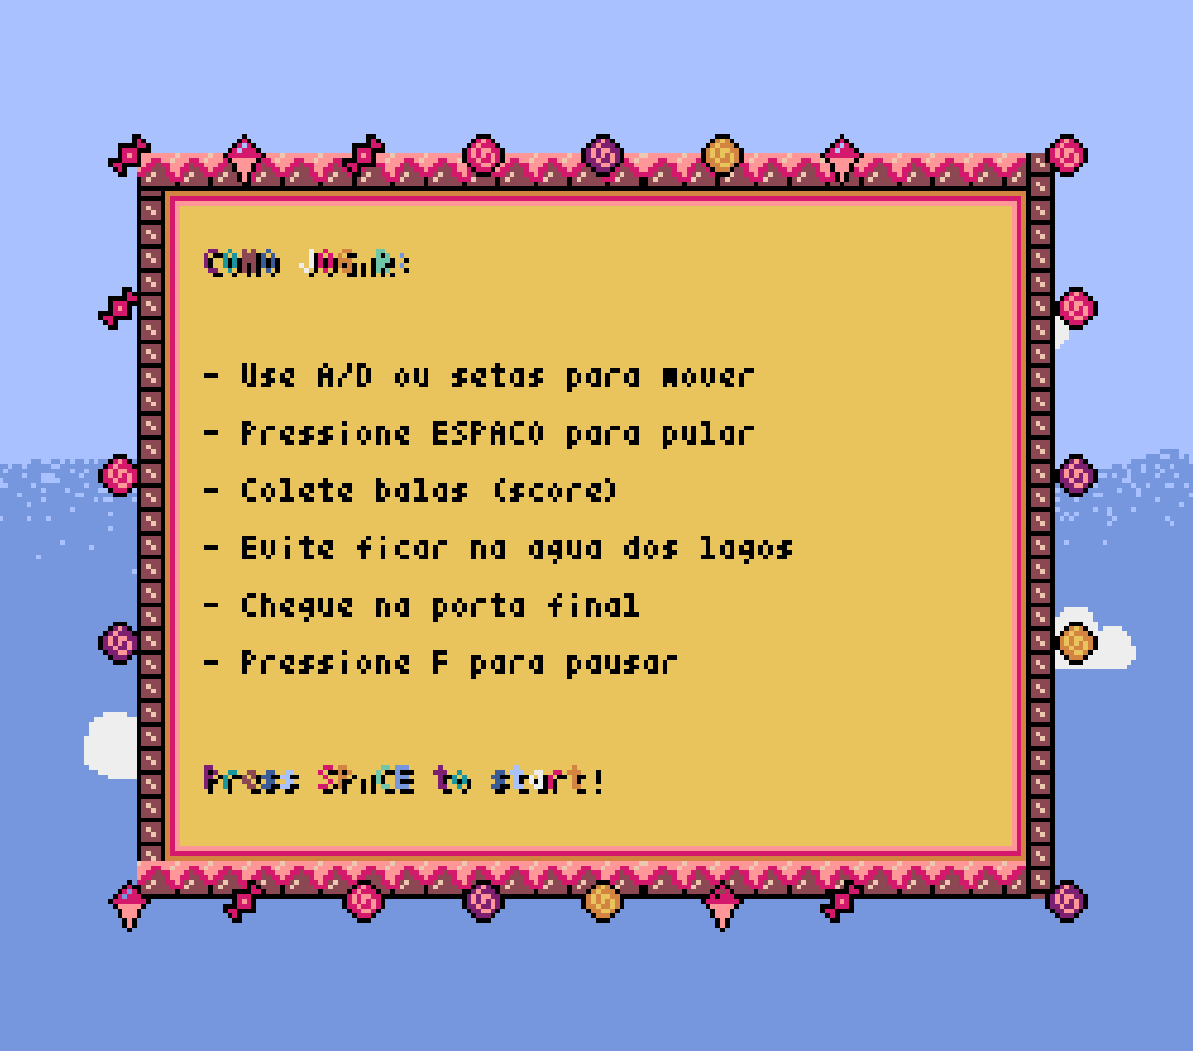 COMO JOGAR:
- Use A/D ou setas para mover
- Pressione ESPACO para pular
- Colete balas (score)
- Evite ficar na agua dos lagos
- Chegue na porta final
- Pressione F para pausar
Press SPACE to start!